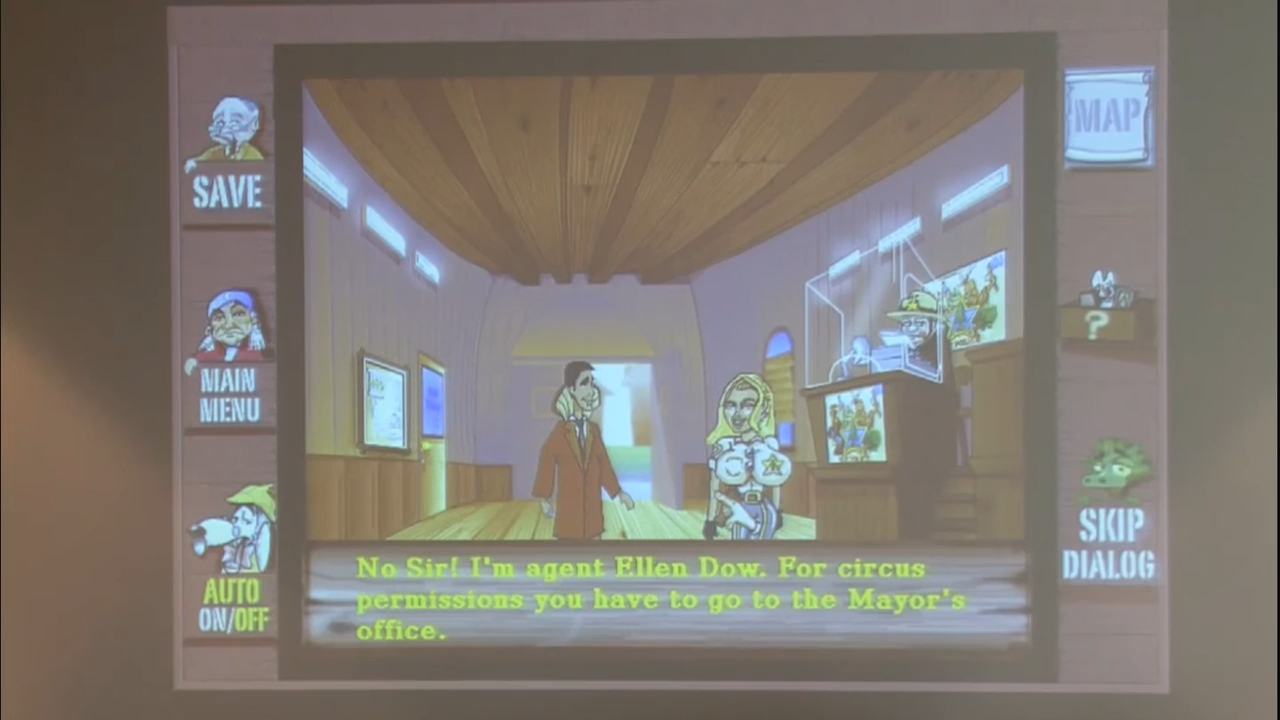 SAVE
MAIN
MENU
AUTO
ON/OFF
MAP
?
SKIP
DIALOG
No Sir! I'm agent Ellen Dow. For circus
permissions you have to go to the Mayor's
office.